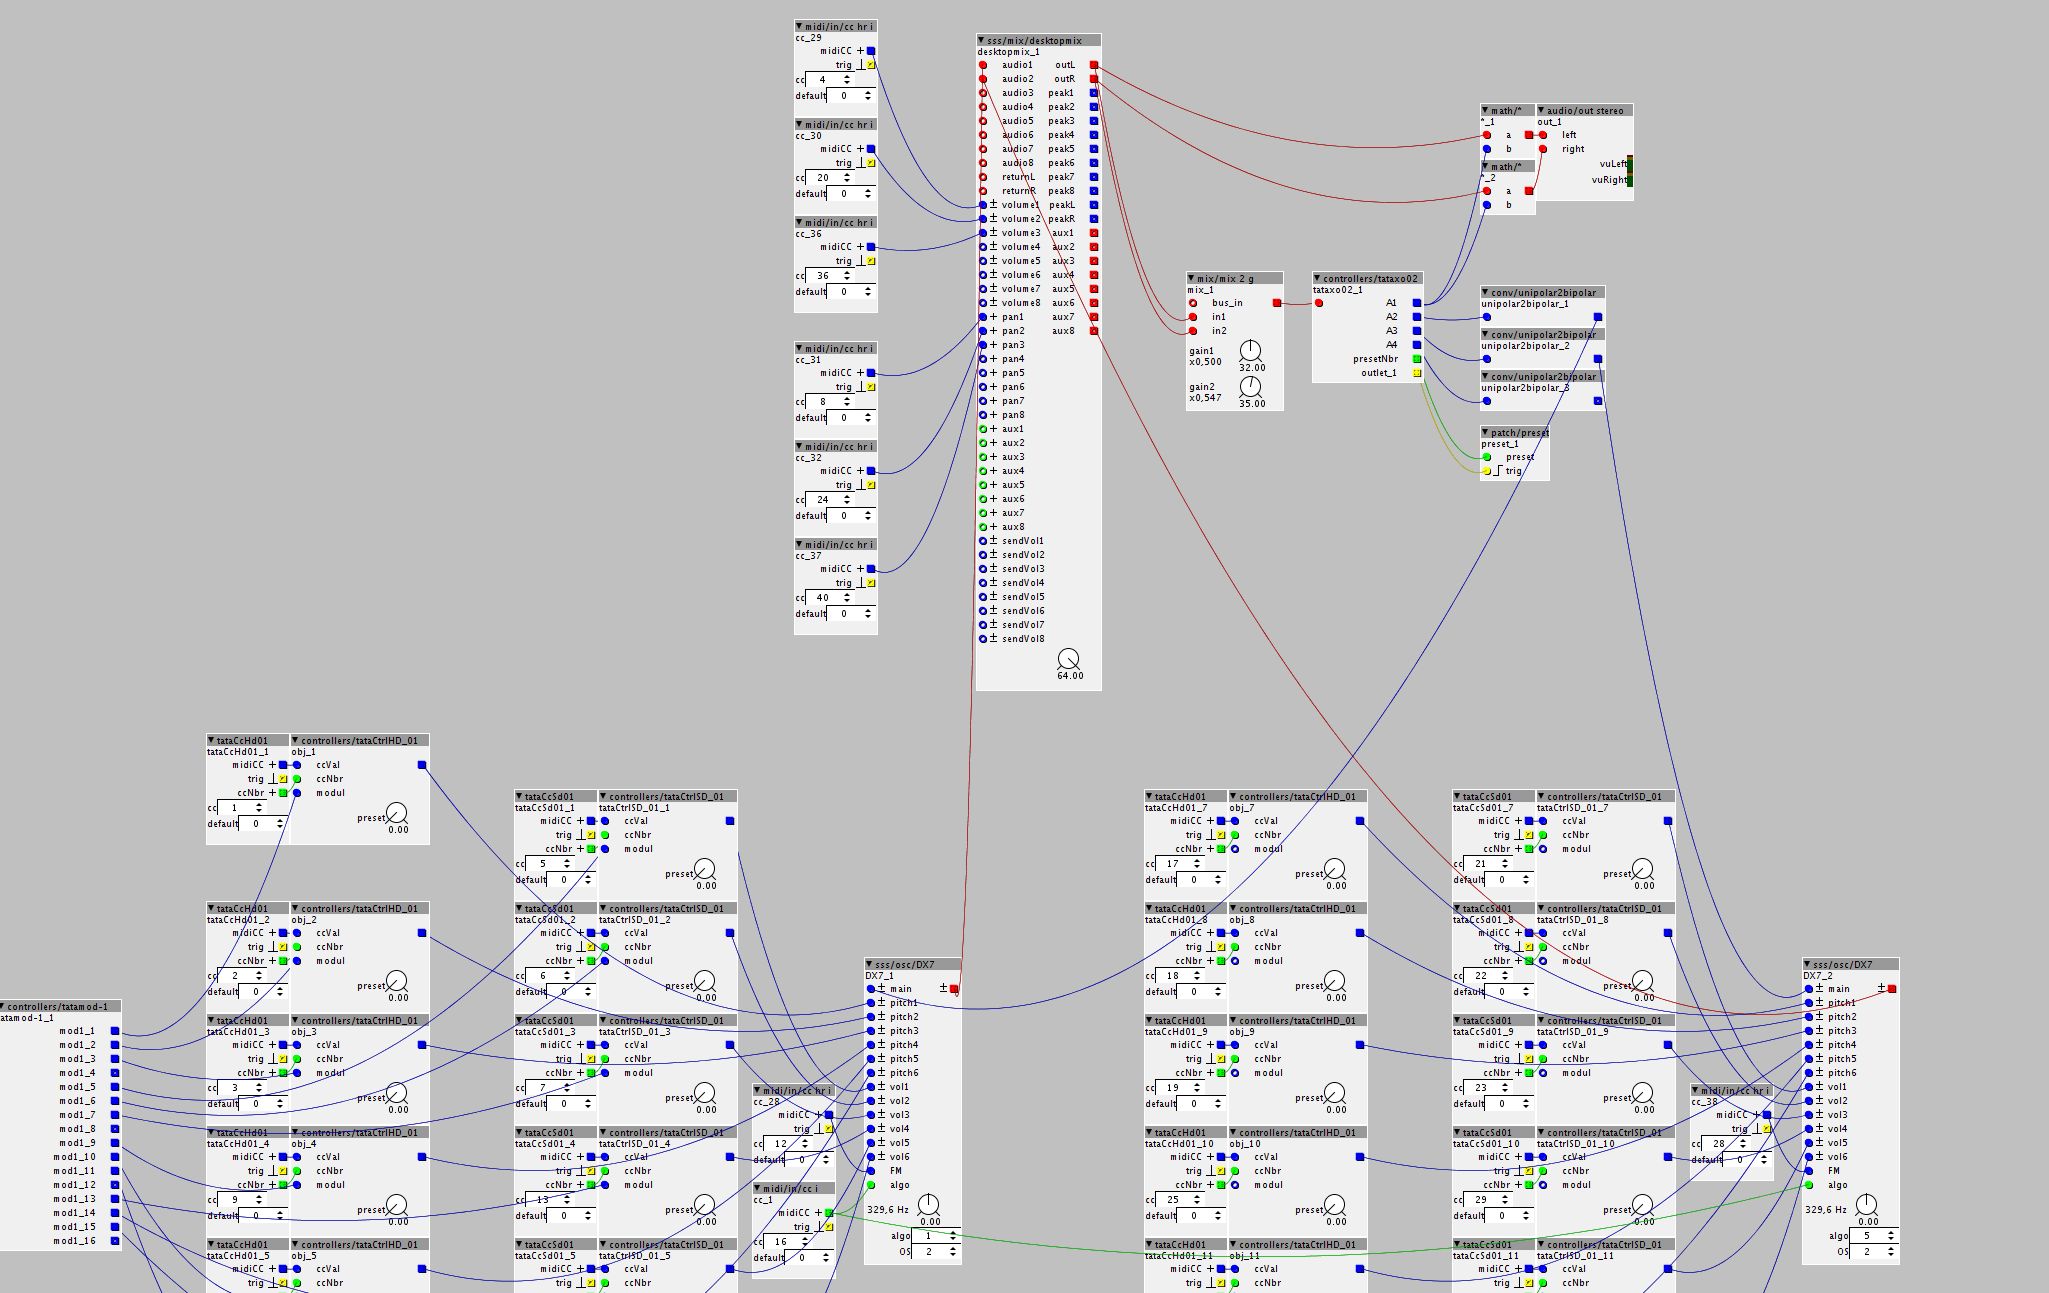 midi/in/cc hr i
cc_29
midiCC +
trig
cc 4
default 0
midi/in/cc hr i
cc_30
midiCC +
trig
cc 20
default 0
midi/in/cc hr i
cc_36
midiCC +
trig
cc 36
default 0
midi/in/cc hr i
cc_31
midiCC +
trig
cc 8
default 0
midi/in/cc hr i
cc_32
midiCC +
trig
cc 24
default 0
midi/in/cc hr i
cc_37
midiCC +
trig
cc 40
default 0
sss/mix/desktopmix
desktopmix_1
audio1 outL
audio2 outR
audio3 peak1
audio4 peak2
audio5 peak3
audio6 peak4
audio7 peak5
audio8 peak6
returnL peak7
returnR peak8
± volume1 peakL
± volume2 peakR
± volume3 aux1
± volume4 aux2
± volume5 aux3
± volume6 aux4
± volume7 aux5
± volume8 aux6
+ pan1 aux7
+ pan2 aux8
+ pan3
+ pan4
+ pan5
+ pan6
+ pan7
+ pan8
+ aux1
+ aux2
+ aux3
+ aux4
+ aux5
+ aux6
+ aux7
+ aux8
± sendVol1
± sendVol2
± sendVol3
± sendVol4
± sendVol5
± sendVol6
± sendVol7
± sendVol8
64.00
math/*
*_1
a
b
math/*
*_2
a
b
audio/out stereo
out_1
left
right
vuLeft
vuRight
mix/mix 2 g
mix_1
bus_in
in1
in2
gain1
x0,500
32.00
gain2
x0,547
35.00
controllers/tataxo02
tataxo02_1
A1
A2
A3
A4
presetNbr
outlet_1
conv/unipolar2bipolar
unipolar2bipolar_1
conv/unipolar2bipolar
unipolar2bipolar_2
conv/unipolar2bipolar
unipolar2bipolar_3
patch/preset
preset_1
preset
trig
controllers/tatamod-1
atamod-1_1
mod1_1
mod1_2
mod1_3
mod1_4
mod1_5
mod1_6
mod1_7
mod1_8
mod1_9
mod1_10
mod1_11
mod1_12
mod1_13
mod1_14
mod1_15
mod1_16
tataCcHd01 controllers/tataCtrlHD_01
tataCcHd01_1 obj_1
midiCC + ccVal
trig ccNbr
ccNbr + modul
cc 1
default 0 preset 0.00
tataCcHd01 controllers/tataCtrlHD_01
tataCcHd01_2 obj_2
midiCC + ccVal
trig ccNbr
ccNbr + modul
cc 2
default 0 preset 0.00
tataCcHd01 controllers/tataCtrlHD_01
tataCcHd01_3 obj_3
midiCC + ccVal
trig ccNbr
ccNbr + modul
cc 3
default 0 preset 0.00
tataCcHd01 controllers/tataCtrlHD_01
tataCcHd01_4 obj_4
midiCC + ccVal
trig ccNbr
ccNbr + modul
cc 9
default 0 preset 0.00
tataCcHd01 controllers/tataCtrlHD_01
tataCcHd01_5 obj_5
midiCC + ccVal
trig ccNbr
tataCcSd01 controllers/tataCtrlSD_01
tataCcSd01_1 tataCtrlSD_01_1
midiCC + ccVal
trig ccNbr
ccNbr + modul
cc 5
default 0 preset 0.00
tataCcSd01 controllers/tataCtrlSD_01
tataCcSd01_2 tataCtrlSD_01_2
midiCC + ccVal
trig ccNbr
ccNbr + modul
cc 6
default 0 preset 0.00
tataCcSd01 controllers/tataCtrlSD_01
tataCcSd01_3 tataCtrlSD_01_3
midiCC + ccVal
trig ccNbr
ccNbr + modul
cc 7
default 0 preset 0.00
tataCcSd01 controllers/tataCtrlSD_01
tataCcSd01_4 tataCtrlSD_01_4
midiCC + ccVal
trig ccNbr
ccNbr + modul
cc 13
default 0 preset 0.00
tataCcSd01 controllers/tataCtrlSD_01
tataCcSd01_5 tataCtrlSD_01_5
midiCC + ccVal
trig ccNbr
midi/in/cc hr i
cc_28
midiCC +
trig
cc 12
default 0
midi/in/cc i
cc_1
midiCC +
trig
cc 16
default 0
sss/osc/DX7
DX7_1
± main ±
± pitch1
± pitch2
± pitch3
± pitch4
± pitch5
± pitch6
± vol1
± vol2
± vol3
± vol4
± vol5
± vol6
FM
algo
329,6 Hz 0.00
algo 1
OS 2
tataCcHd01 controllers/tataCtrlHD_01
tataCcHd01_7 obj_7
midiCC + ccVal
trig ccNbr
ccNbr + modul
cc 17
default 0 preset 0.00
tataCcHd01 controllers/tataCtrlHD_01
tataCcHd01_8 obj_8
midiCC + ccVal
trig ccNbr
ccNbr + modul
cc 18
default 0 preset 0.00
tataCcHd01 controllers/tataCtrlHD_01
tataCcHd01_9 obj_9
midiCC + ccVal
trig ccNbr
ccNbr + modul
cc 19
default 0 preset 0.00
tataCcHd01 controllers/tataCtrlHD_01
tataCcHd01_10 obj_10
midiCC + ccVal
trig ccNbr
ccNbr + modul
cc 25
default 0 preset 0.00
tataCcHd01 controllers/tataCtrlHD_01
tataCcHd01_11 obj_11
midiCC + ccVal
trig ccNbr
tataCcSd01 controllers/tataCtrlSD_01
tataCcSd01_7 tataCtrlSD_01_7
midiCC + ccVal
trig ccNbr
ccNbr + modul
cc 21
default 0 preset 0.00
tataCcSd01 controllers/tataCtrlSD_01
tataCcSd01_8 tataCtrlSD_01_8
midiCC + ccVal
trig ccNbr
ccNbr + modul
cc 22
default 0 preset 0.00
tataCcSd01 controllers/tataCtrlSD_01
tataCcSd01_9 tataCtrlSD_01_9
midiCC + ccVal
trig ccNbr
ccNbr + modul
cc 23
default 0 preset 0.00
tataCcSd01 controllers/tataCtrlSD_01
tataCcSd01_10 tataCtrlSD_01_10
midiCC + ccVal
trig ccNbr
ccNbr + modul
cc 29
default 0 preset 0.00
tataCcSd01 controllers/tataCtrlSD_01
tataCcSd01_11 tataCtrlSD_01_11
midiCC + ccVal
trig ccNbr
midi/in/cc hr i
cc_38
midiCC +
trig
cc 28
default 0
sss/osc/DX7
DX7_2
± main ±
± pitch1
± pitch2
± pitch3
± pitch4
± pitch5
± pitch6
± vol1
± vol2
± vol3
± vol4
± vol5
± vol6
FM
algo
329,6 Hz 0.00
algo 5
OS 2